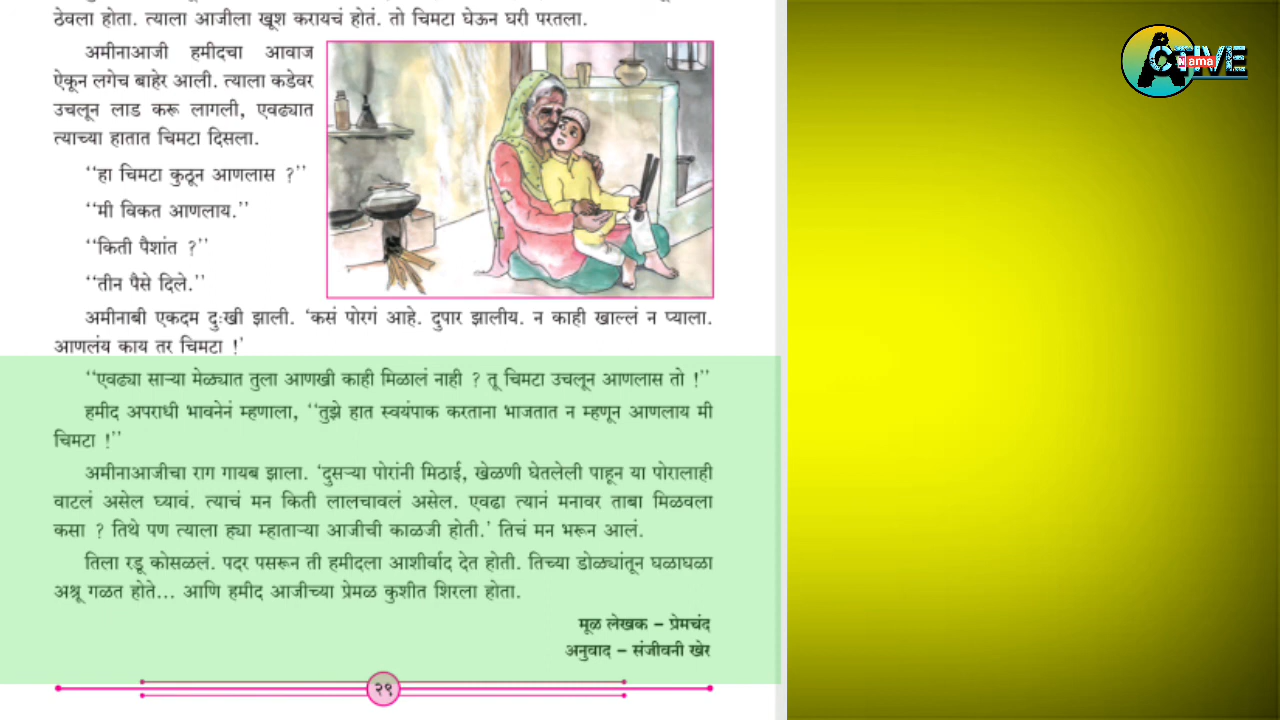 ठेवला होता. त्याला आजीला खूश करायचं होतं. तो चिमटा घेऊन घरी परतला.
अमीनाआजी हमीदचा आवाज
ऐकून लगेच बाहेर आली. त्याला कडेवर
उचलून लाड करू लागली, एवढ्यात
त्याच्या हातात चिमटा दिसला.
‘‘हा चिमटा कुठून आणलास ?’’
‘‘मी विकत आणलाय.’’
‘‘किती पैशांत ?’’
‘‘तीन पैसे दिले.’’
अमीनाबी एकदम दुःखी झाली. ‘कसं पोरगं आहे. दुपार झालीय. न काही खाल्लं न प्याला.
आणलंय काय तर चिमटा !’
‘‘एवढ्या साऱ्या मेळ्यात तुला आणखी काही मिळालं नाही ? तू चिमटा उचलून आणलास तो !’’
हमीद अपराधी भावनेनं म्हणाला, ‘‘तुझे हात स्वयंपाक करताना भाजतात न म्हणून आणलाय मी
चिमटा !’’
अमीनाआजीचा राग गायब झाला. ‘दुसऱ्या पोरांनी मिठाई, खेळणी घेतलेली पाहून या पोरालाही
वाटलं असेल घ्यावं. त्याचं मन किती लालचावलं असेल. एवढा त्यानं मनावर ताबा मिळवला
कसा ? तिथे पण त्याला ह्या म्हाताऱ्या आजीची काळजी होती.’ तिचं मन भरून आलं.
तिला रडू कोसळलं. पदर पसरून ती हमीदला आशीर्वाद देत होती. तिच्या डोळ्यांतून घळाघळा
अश्रू गळत होते... आणि हमीद आजीच्या प्रेमळ कुशीत शिरला होता.
मूळ लेखक – प्रेमचंद
अनुवाद – संजीवनी खेर
२९
ACTIVE
Nama